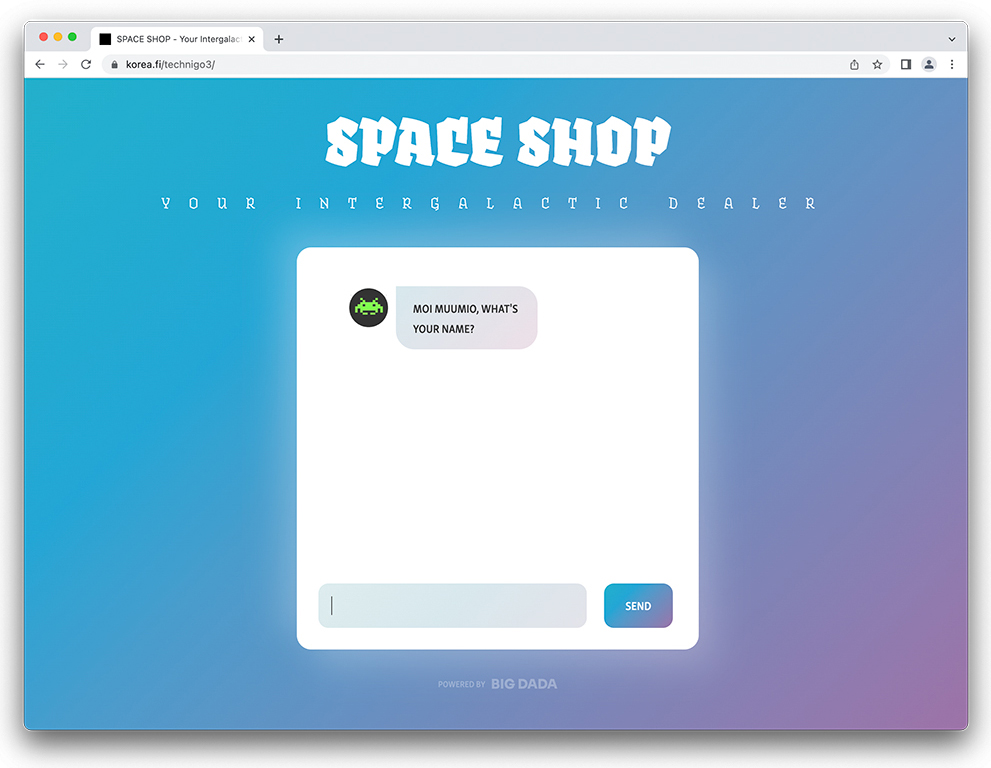 SPACE SHOP - Your Intergalac
korea.fi/technigo3/
SPACE SHOP
YOUR INTERGALACTIC DEALER
MOI MUUMIO, WHAT'S
YOUR NAME?
SEND
POWERED BY BIG DADA